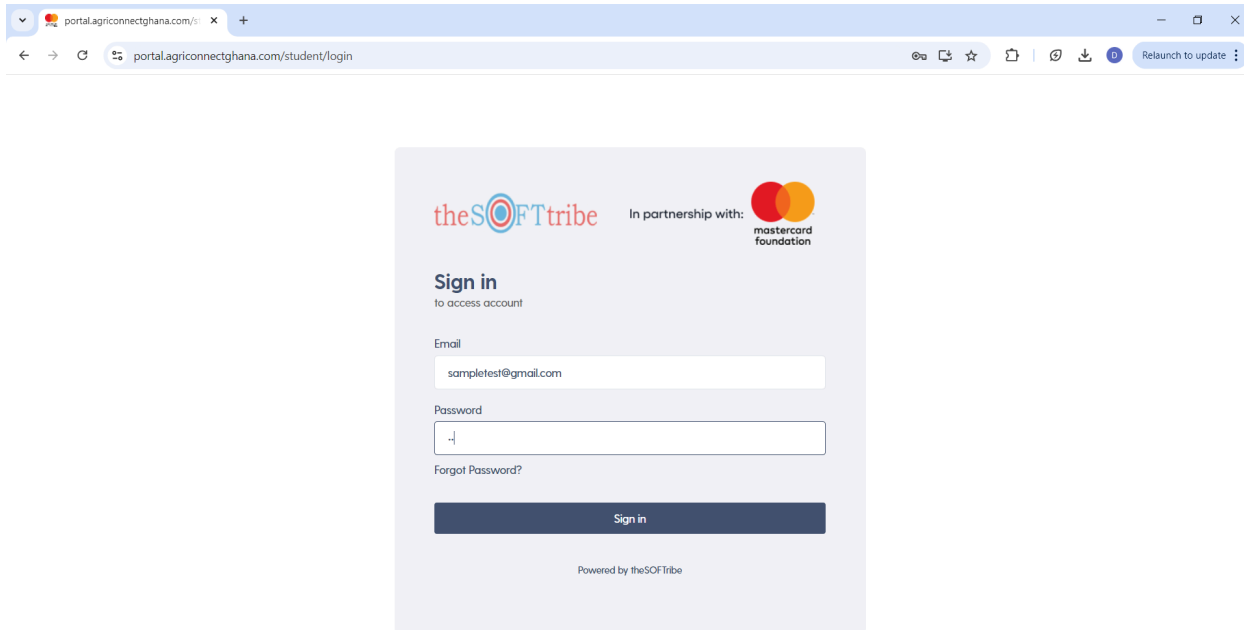 portal.agriconnectghana.com/s
portal.agriconnectghana.com/student/login
D
Relaunch to update
theSOFTtribe
In partnership with:
mastercard
foundation
Sign in
to access account
Email
sampletest@gmail.com
Password
Forgot Password?
Sign in
Powered by theSOFTribe